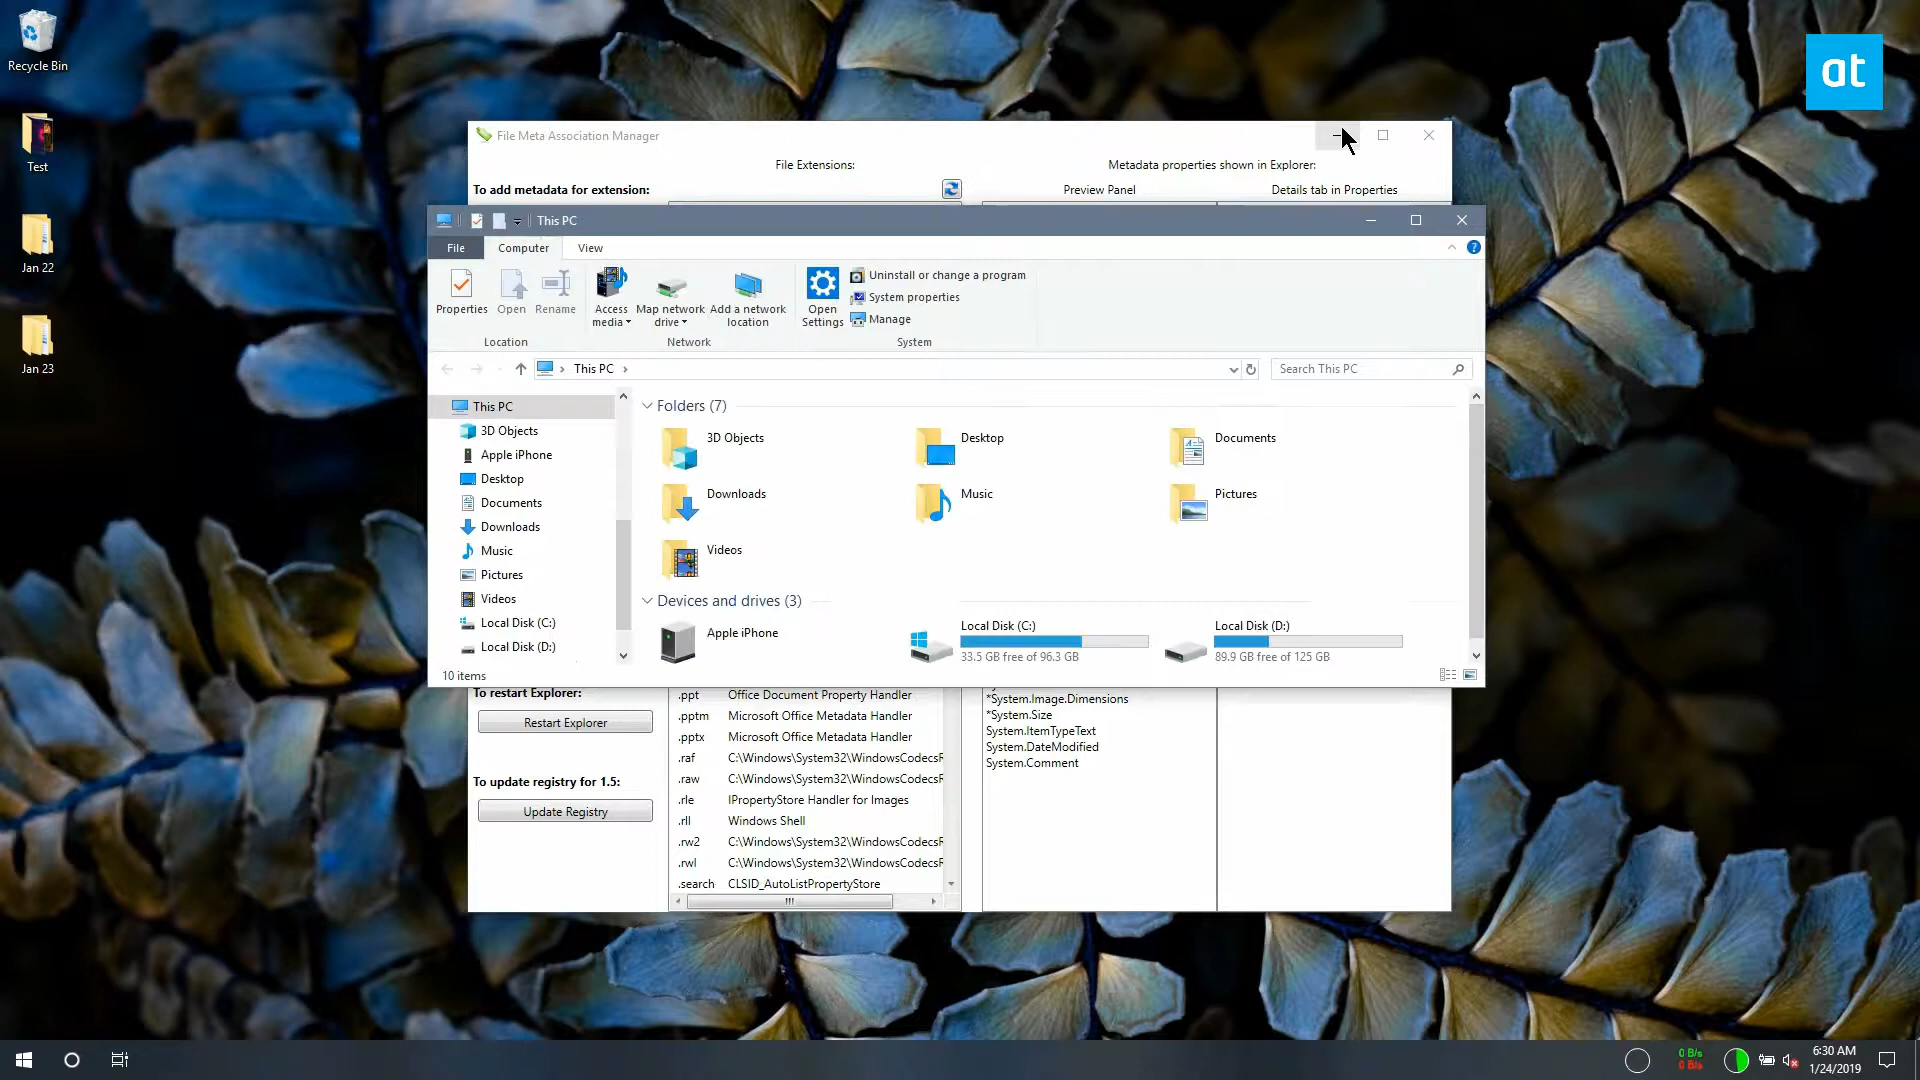 Recycle Bin
Test
Jan 22
Jan 23
at
File Meta Association Manager
File Extensions:
Metadata properties shown in Explorer:
To add metadata for extension:
Preview Panel
Details tab in Properties
This PC
File
Computer
View
Properties
Open
Rename
Access media
Map network drive
Add a network location
Open Settings
Uninstall or change a program
System properties
Manage
Location
Network
System
This PC
Search This PC
This PC
3D Objects
Apple iPhone
Desktop
Documents
Downloads
Music
Pictures
Videos
Local Disk (C:)
Local Disk (D:)
Folders (7)
3D Objects
Desktop
Documents
Downloads
Music
Pictures
Videos
Devices and drives (3)
Apple iPhone
Local Disk (C:)
33.5 GB free of 96.3 GB
Local Disk (D:)
89.9 GB free of 125 GB
10 items
To restart Explorer:
Restart Explorer
To update registry for 1.5:
Update Registry
.ppt Office Document Property Handler
.pptm Microsoft Office Metadata Handler
.pptx Microsoft Office Metadata Handler
.raf C:\Windows\System32\WindowsCodecsR
.raw C:\Windows\System32\WindowsCodecsR
.rle IPropertyStore Handler for Images
.rll Windows Shell
.rw2 C:\Windows\System32\WindowsCodecsR
.rwl C:\Windows\System32\WindowsCodecsR
.search CLSID_AutoListPropertyStore
*System.Image.Dimensions
*System.Size
System.ItemTypeText
System.DateModified
System.Comment
0 B/s
0 B/s
6:30 AM
1/24/2019